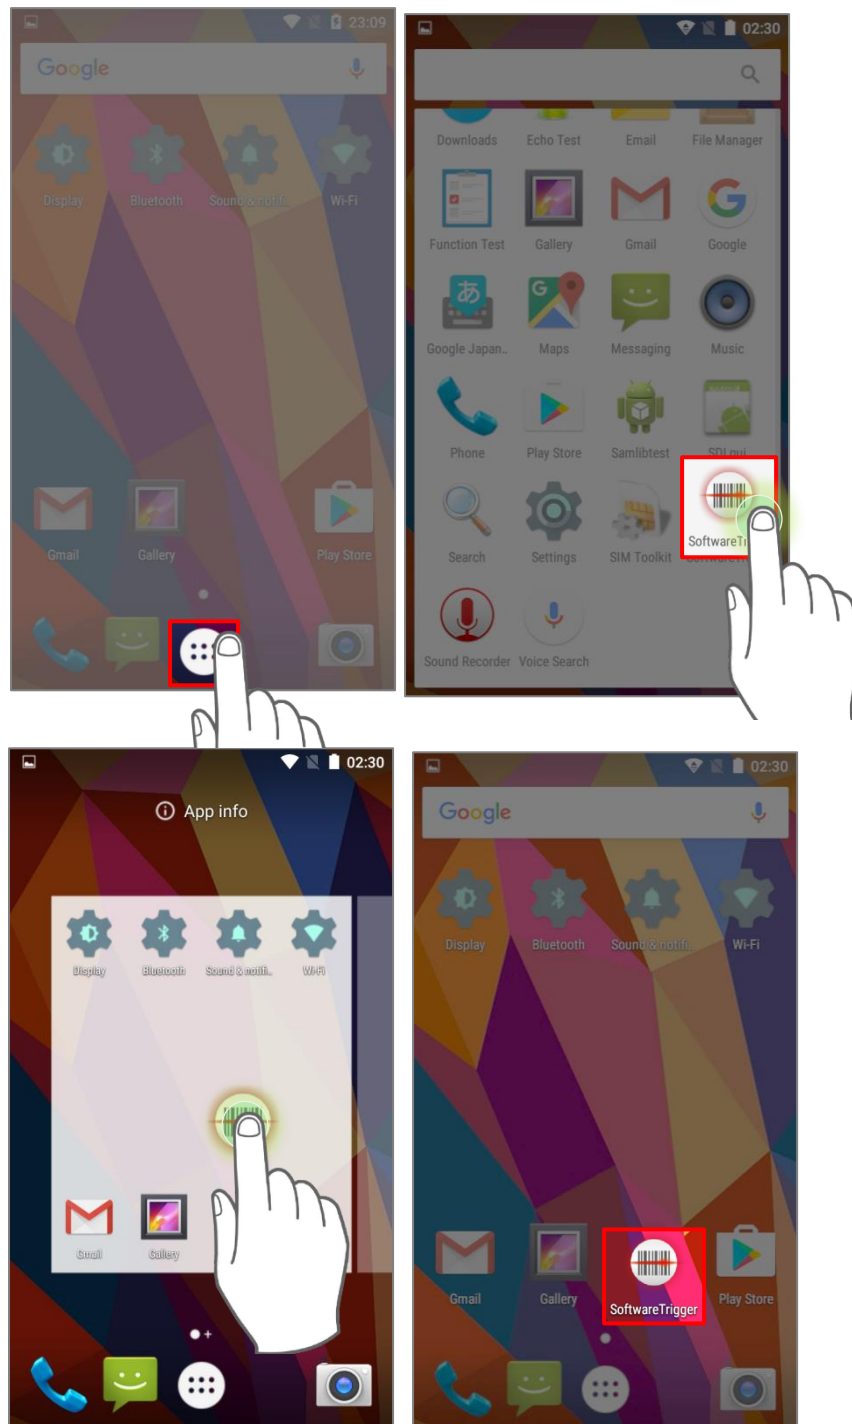 23:09
Google
Display Bluetooth Sound & notifi.. Wi-Fi
Gmail Gallery Play Store
02:30
Downloads Echo Test Email File Manager
Function Test Gallery Gmail Google
G
あ
G
Google Japan.. Maps Messaging Music
Phone Play Store Samlibtest
Search Settings SIM Toolkit SoftwareTr
Sound Recorder Voice Search
02:30
App info
Display Bluetooth Sound & notifi.. Wi-Fi
Gmail Gallery
02:30
Google
Display Bluetooth Sound & notifi.. Wi-Fi
Gmail Gallery SoftwareTrigger Play Store